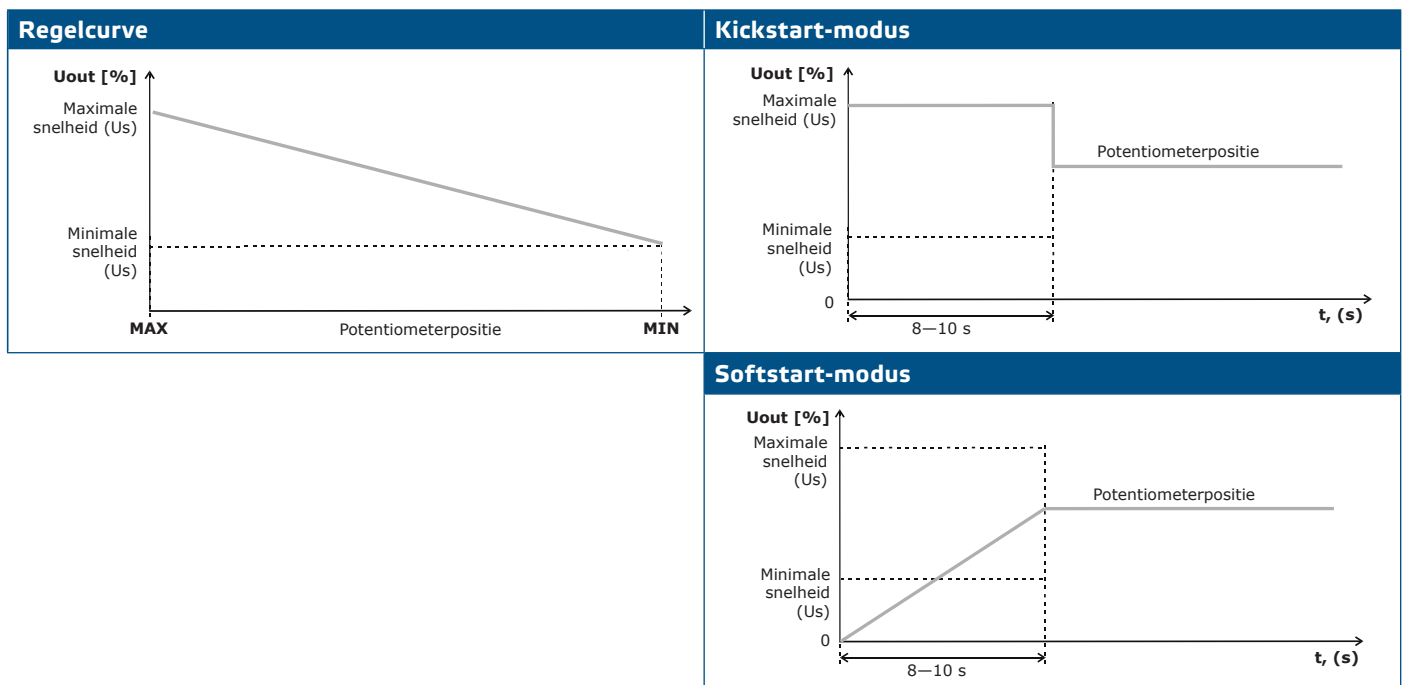 Regelcurve
Uout [%]
Maximale
snelheid (Us)
Minimale
snelheid
(Us)
MAX
Potentiometerpositie
MIN
Kickstart-modus
Uout [%]
Maximale
snelheid (Us)
Potentiometerpositie
Minimale
snelheid
(Us)
0
t, (s)
8—10 s
Softstart-modus
Uout [%]
Maximale
snelheid
(Us)
Potentiometerpositie
Minimale
snelheid
(Us)
0
t, (s)
8—10 s